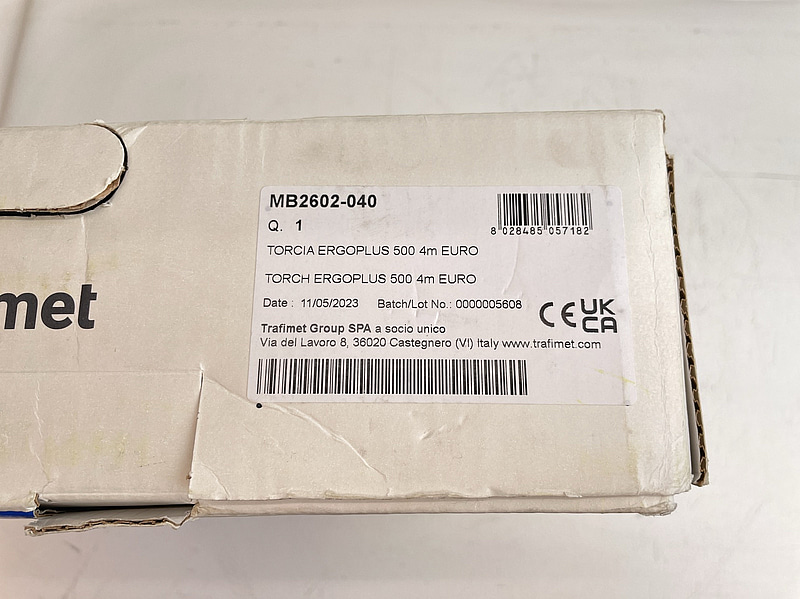 MB2602-040
Q. 1
8 028485 057182
TORCIA ERGOPLUS 500 4m EURO
TORCH ERGOPLUS 500 4m EURO
Date : 11/05/2023 Batch/Lot No.: 0000005608
CE UK CA
Trafimet Group SPA a socio unico
Via del Lavoro 8, 36020 Castegnero (VI) Italy www.trafimet.com
imet